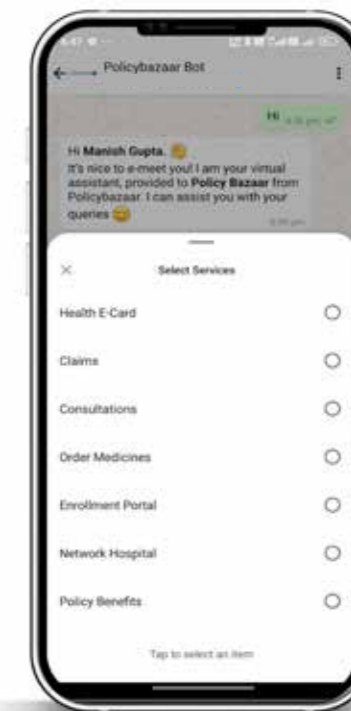 Policybazaar Bot
Hi
Hi Manish Gupta. 👋
It's nice to e-meet you! I am your virtual
assistant, provided to Policy Bazaar from
Policybazaar. I can assist you with your
queries 😊
Select Services
Health E-Card
Claims
Consultations
Order Medicines
Enrollment Portal
Network Hospital
Policy Benefits
Tap to select an item